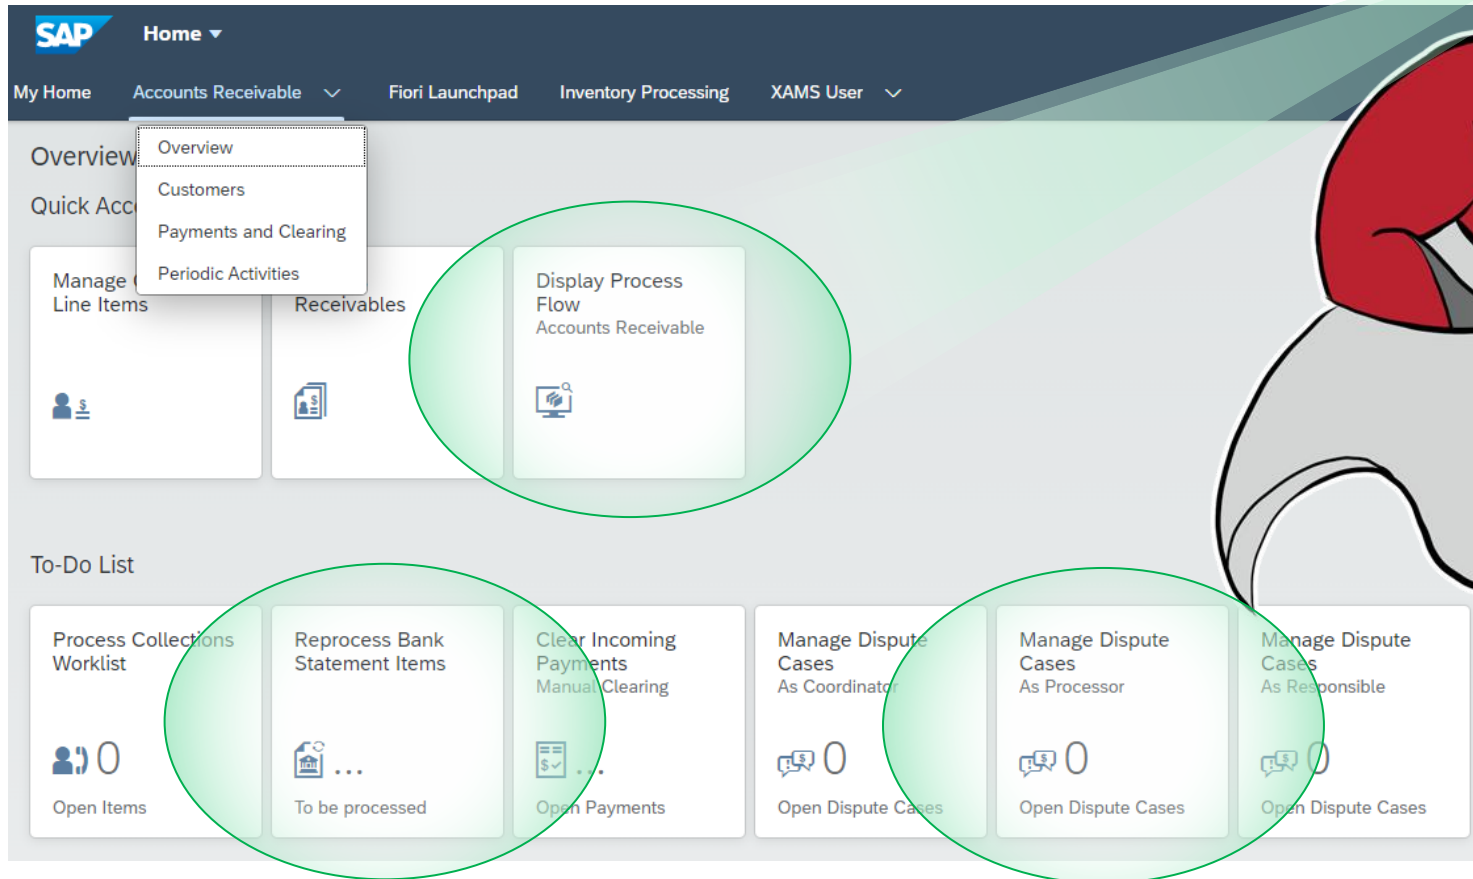 SAP Home
My Home Accounts Receivable Fiori Launchpad Inventory Processing XAMS User
Overview
Quick Acc
Overview
Customers
Payments and Clearing
Periodic Activities
Manage
Line Items
Receivables
Display Process
Flow
Accounts Receivable
To-Do List
Process Collections
Worklist
0
Open Items
Reprocess Bank
Statement Items
...
To be processed
Clear Incoming
Payments
Manual Clearing
...
Open Payments
Manage Dispute
Cases
As Coordinator
0
Open Dispute Cases
Manage Dispute
Cases
As Processor
0
Open Dispute Cases
Manage Dispute
Cases
As Responsible
0
Open Dispute Cases